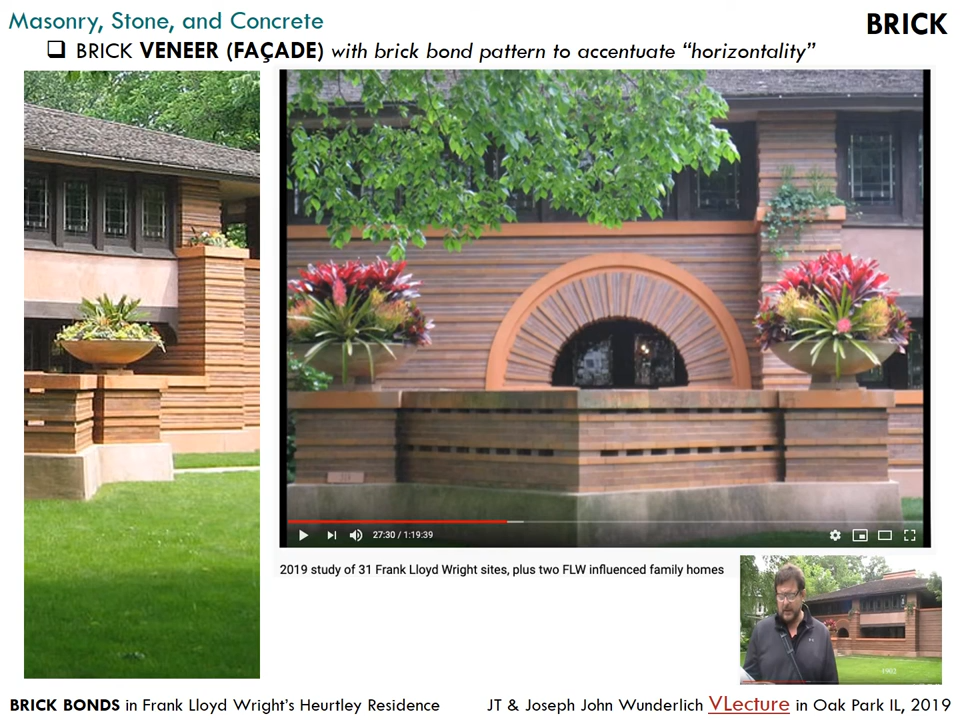 Masonry, Stone, and Concrete
BRICK
❑ BRICK VENEER (FAÇADE) with brick bond pattern to accentuate “horizontality”
27:30 / 1:19:39
2019 study of 31 Frank Lloyd Wright sites, plus two FLW influenced family homes
BRICK BONDS in Frank Lloyd Wright’s Heurtley Residence
JT & Joseph John Wunderlich VLecture in Oak Park IL, 2019